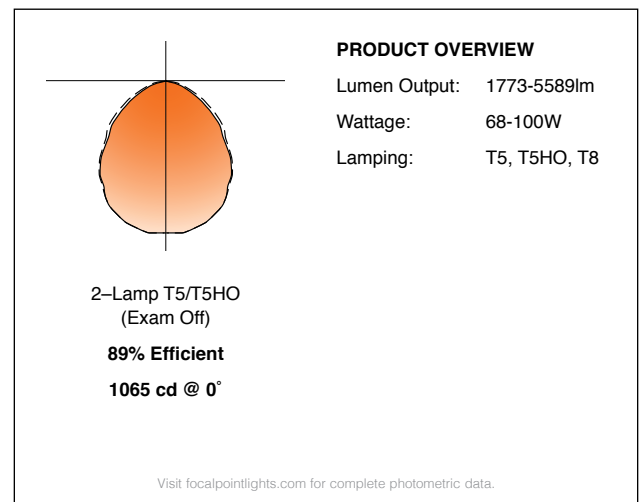 PRODUCT OVERVIEW
Lumen Output: 1773-5589lm
Wattage: 68-100W
Lamping: T5, T5HO, T8
2–Lamp T5/T5HO
(Exam Off)
89% Efficient
1065 cd @ 0˚
Visit focalpointlights.com for complete photometric data.